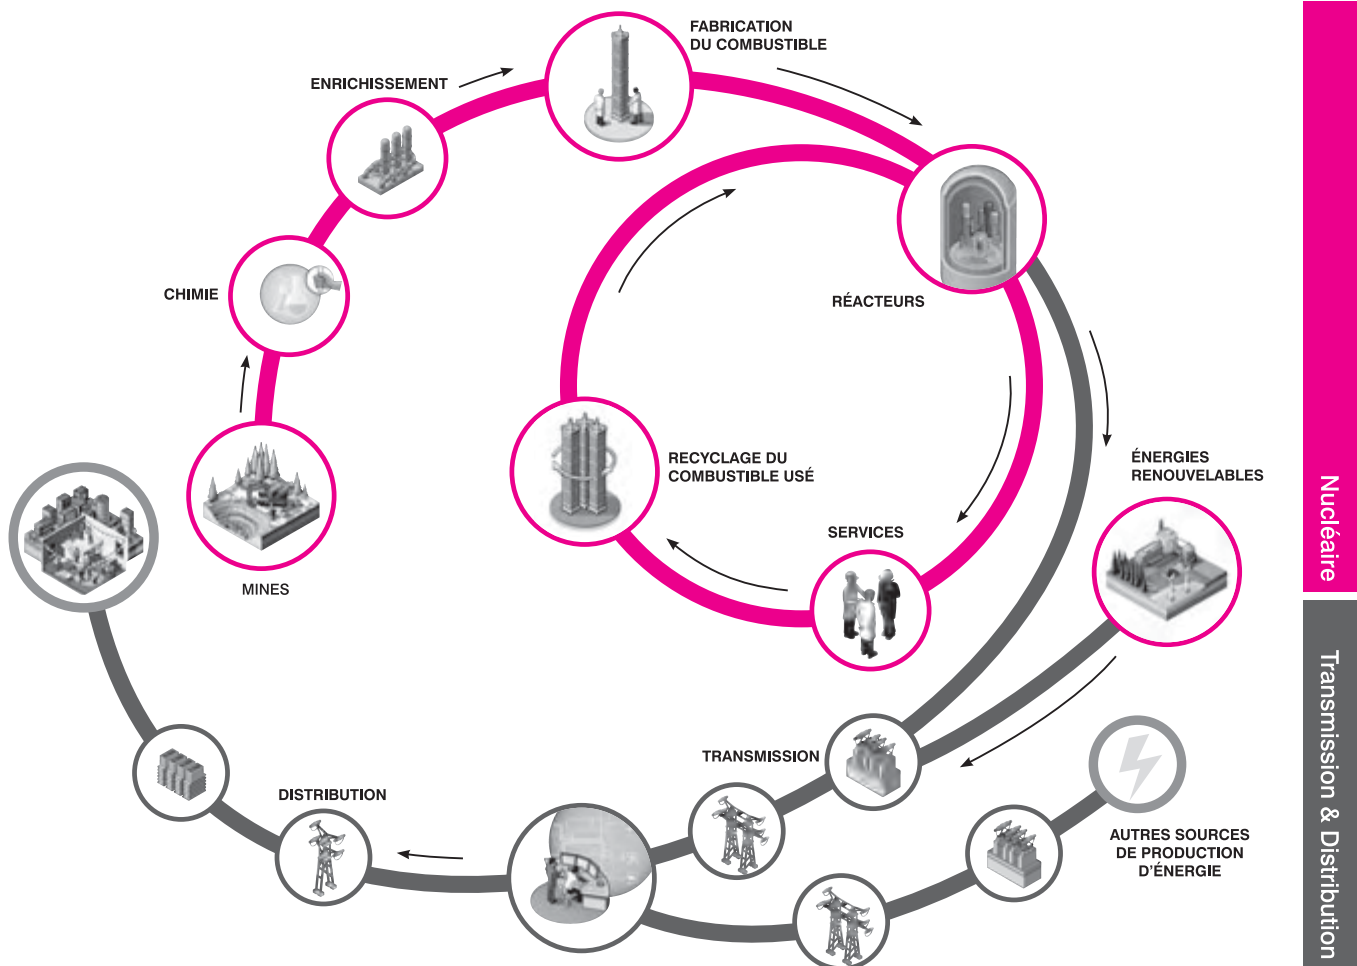 FABRICATION
DU COMBUSTIBLE
ENRICHISSEMENT
CHIMIE
RÉACTEURS
MINES
RECYCLAGE DU
COMBUSTIBLE USÉ
SERVICES
ÉNERGIES
RENOUVELABLES
TRANSMISSION
DISTRIBUTION
AUTRES SOURCES
DE PRODUCTION
D'ÉNERGIE
Nucléaire
Transmission & Distribution